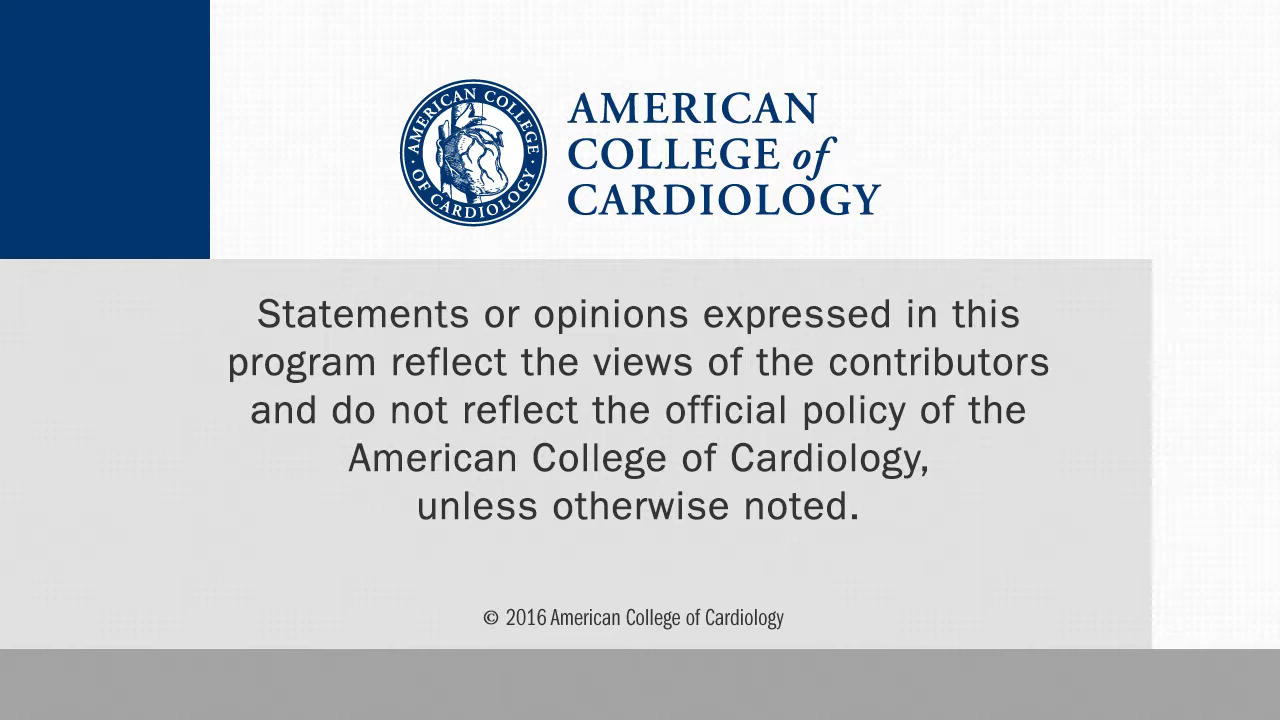 AMERICAN COLLEGE
· OF CARDIOLOGY ·
AMERICAN
COLLEGE of
CARDIOLOGY
Statements or opinions expressed in this
program reflect the views of the contributors
and do not reflect the official policy of the
American College of Cardiology,
unless otherwise noted.
© 2016 American College of Cardiology